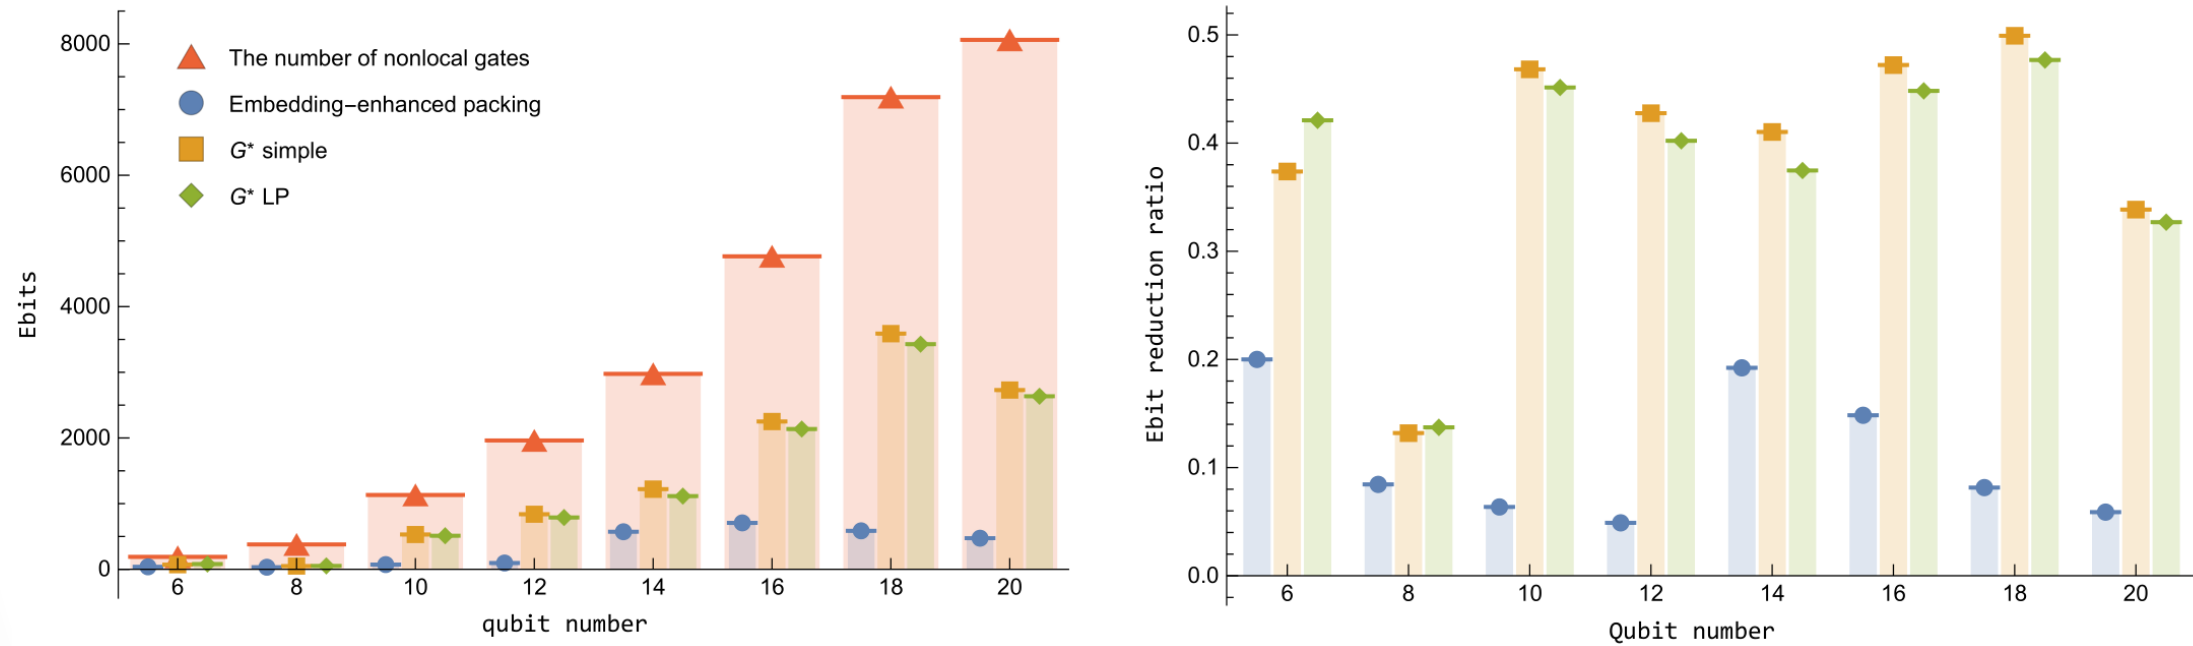 8000
6000
4000
2000
0
Ebits
The number of nonlocal gates
Embedding−enhanced packing
G* simple
G* LP
6 8 10 12 14 16 18 20
qubit number
0.5
0.4
0.3
0.2
0.1
0.0
Ebit reduction ratio
6 8 10 12 14 16 18 20
Qubit number